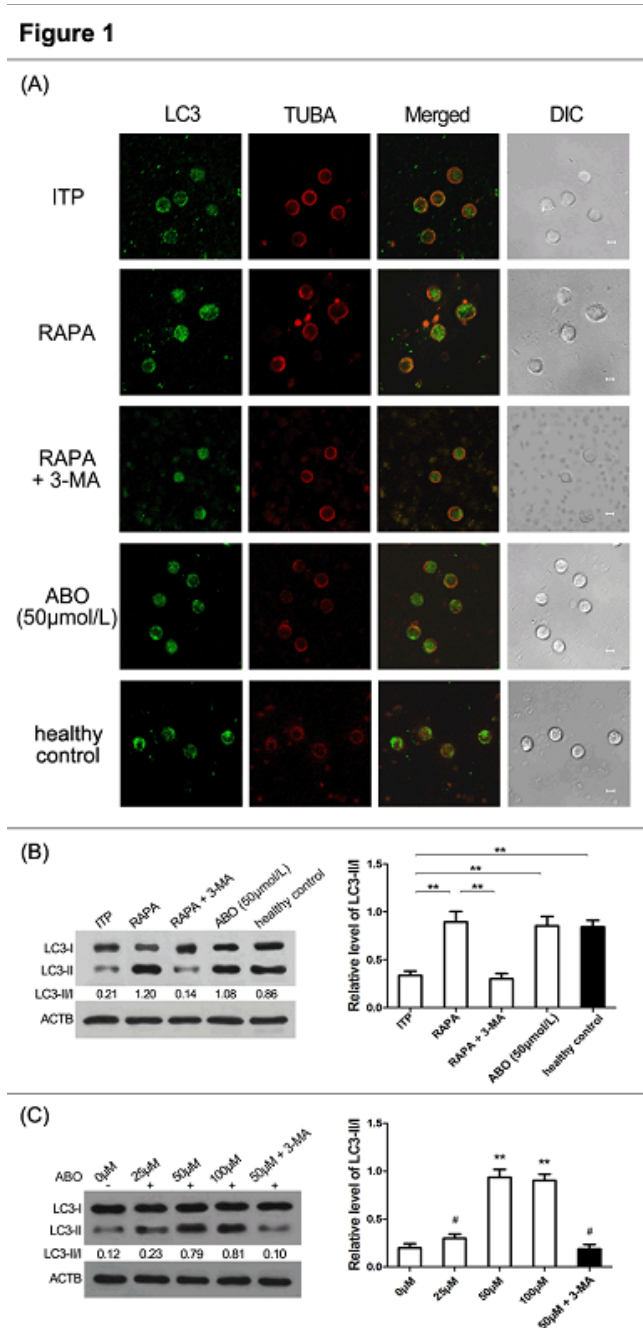 Figure 1
(A)
LC3 TUBA Merged DIC
ITP
RAPA
RAPA
+ 3-MA
ABO
(50μmol/L)
healthy
control
(B)
ITP RAPA RAPA + 3-MA ABO (50μmol/L) healthy control
LC3-I
LC3-II
LC3-II/I 0.21 1.20 0.14 1.08 0.86
ACTB
Relative level of LC3-II/I
1.5
1.0
0.5
0.0
** ** ** **
ITP RAPA RAPA + 3-MA ABO (50μmol/L) healthy control
(C)
0μM 25μM 50μM 100μM 50μM + 3-MA
ABO - + + + +
LC3-I
LC3-II
LC3-II/I 0.12 0.23 0.79 0.81 0.10
ACTB
Relative level of LC3-II/I
1.5
1.0
0.5
0.0
# ** ** #
0μM 25μM 50μM 100μM 50μM + 3-MA